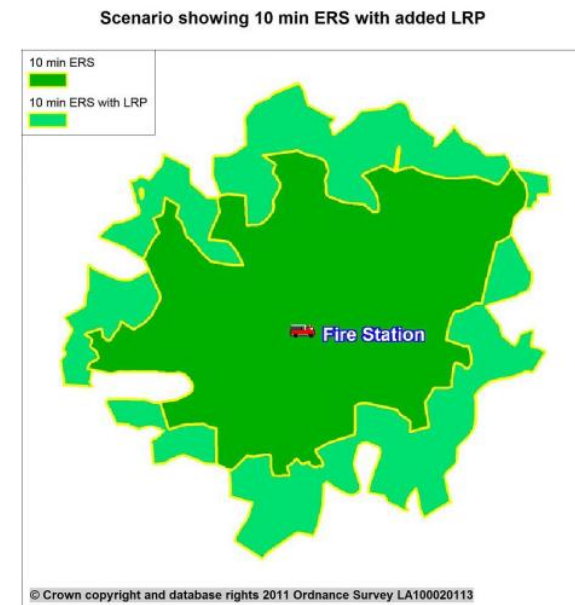 Scenario showing 10 min ERS with added LRP
10 min ERS
10 min ERS with LRP
Fire Station
© Crown copyright and database rights 2011 Ordnance Survey LA100020113